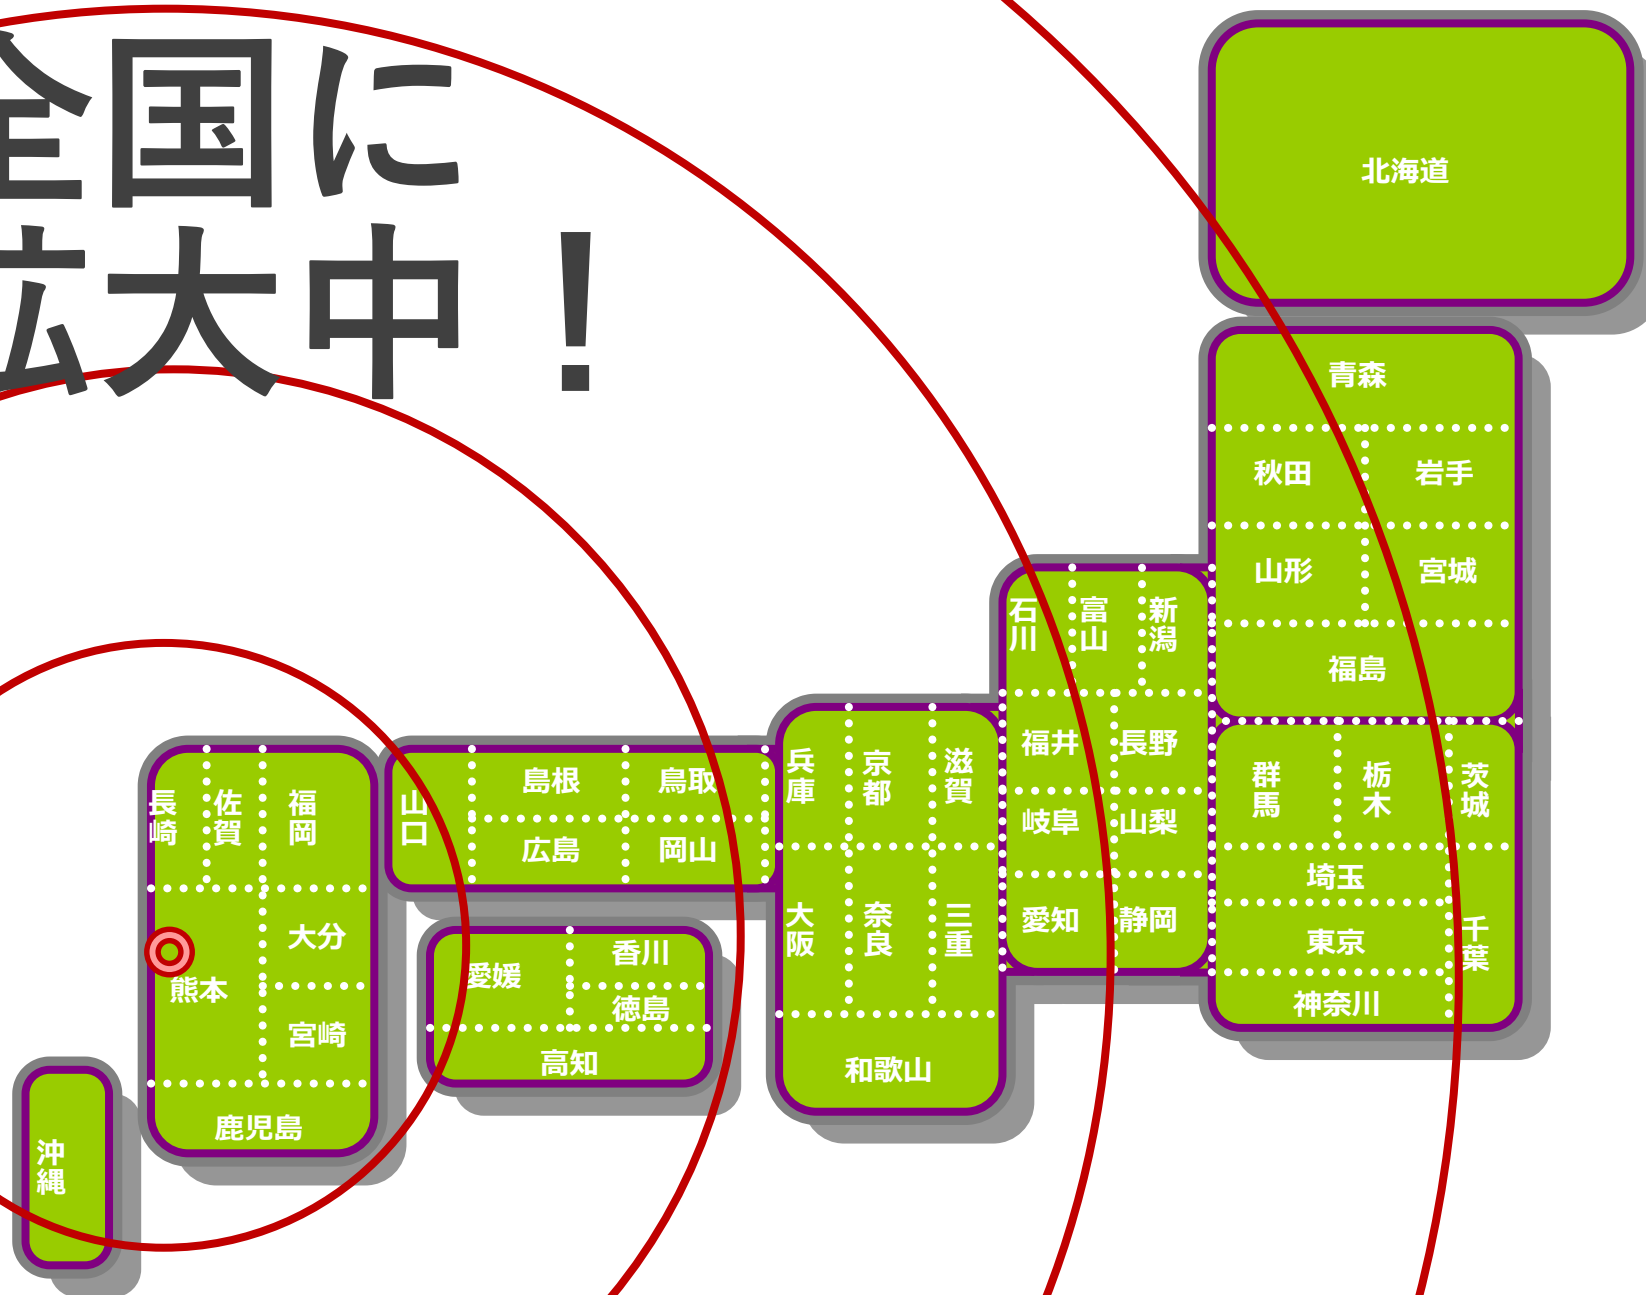 全国に
拡大中！
北海道
青森
秋田
岩手
山形
宮城
福島
石川
富山
新潟
福井
長野
岐阜
山梨
愛知
静岡
群馬
栃木
茨城
埼玉
東京
千葉
神奈川
兵庫
京都
滋賀
大阪
奈良
三重
和歌山
山口
島根
鳥取
広島
岡山
愛媛
香川
徳島
高知
長崎
佐賀
福岡
大分
熊本
宮崎
鹿児島
沖縄